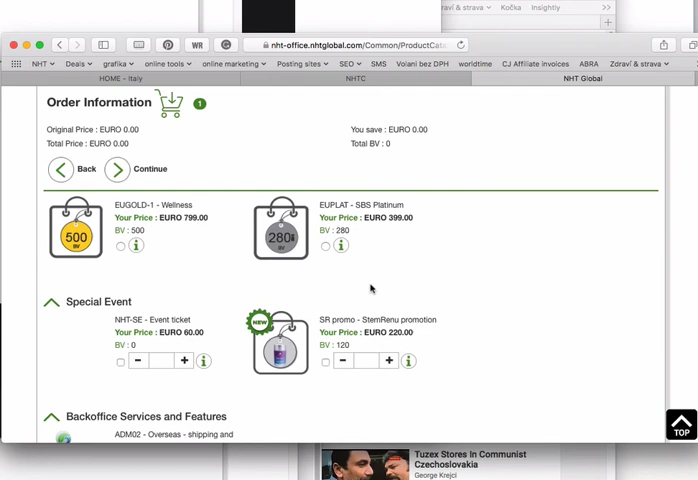 raví & strava Kočka Insightly
WR
nht-office.nhtglobal.com/Common/ProductCata
NHT Deals grafika online tools online marketing Posting sites SEO SMS Volani bez DPH worldtime CJ Affiliate invoices ABRA Zdraví & strava
HOME - Italy NHTC NHT Global
Order Information 1
Original Price : EURO 0.00 You save : EURO 0.00
Total Price : EURO 0.00 Total BV : 0
Back Continue
EUGOLD-1 - Wellness
Your Price : EURO 799.00
BV : 500
500
BV
EUPLAT - SBS Platinum
Your Price : EURO 399.00
BV : 280
280
BV
Special Event
NHT-SE - Event ticket
Your Price : EURO 60.00
BV : 0
NEW
SR promo - StemRenu promotion
Your Price : EURO 220.00
BV : 120
Backoffice Services and Features
ADM02 - Overseas - shipping and
TOP
Tuzex Stores In Communist
Czechoslovakia
George Krejci